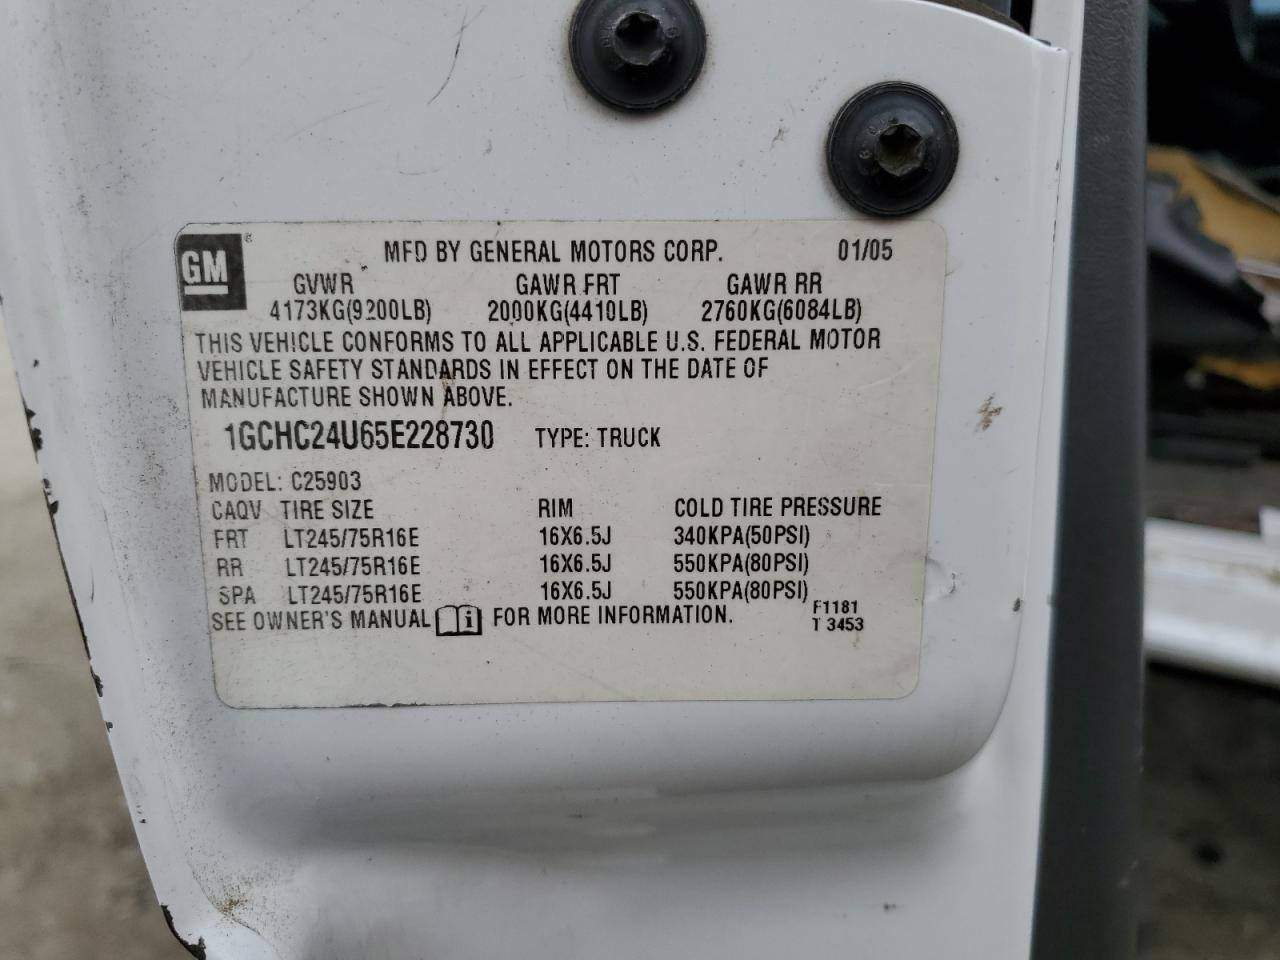 GM ® MFD BY GENERAL MOTORS CORP. 01/05
GVWR GAWR FRT GAWR RR
4173KG(9200LB) 2000KG(4410LB) 2760KG(6084LB)
THIS VEHICLE CONFORMS TO ALL APPLICABLE U.S. FEDERAL MOTOR
VEHICLE SAFETY STANDARDS IN EFFECT ON THE DATE OF
MANUFACTURE SHOWN ABOVE.
1GCHC24U65E228730 TYPE: TRUCK
MODEL: C25903
CAQV TIRE SIZE RIM COLD TIRE PRESSURE
FRT LT245/75R16E 16X6.5J 340KPA(50PSI)
RR LT245/75R16E 16X6.5J 550KPA(80PSI)
SPA LT245/75R16E 16X6.5J 550KPA(80PSI)
SEE OWNER'S MANUAL i FOR MORE INFORMATION.
F1181
T 3453